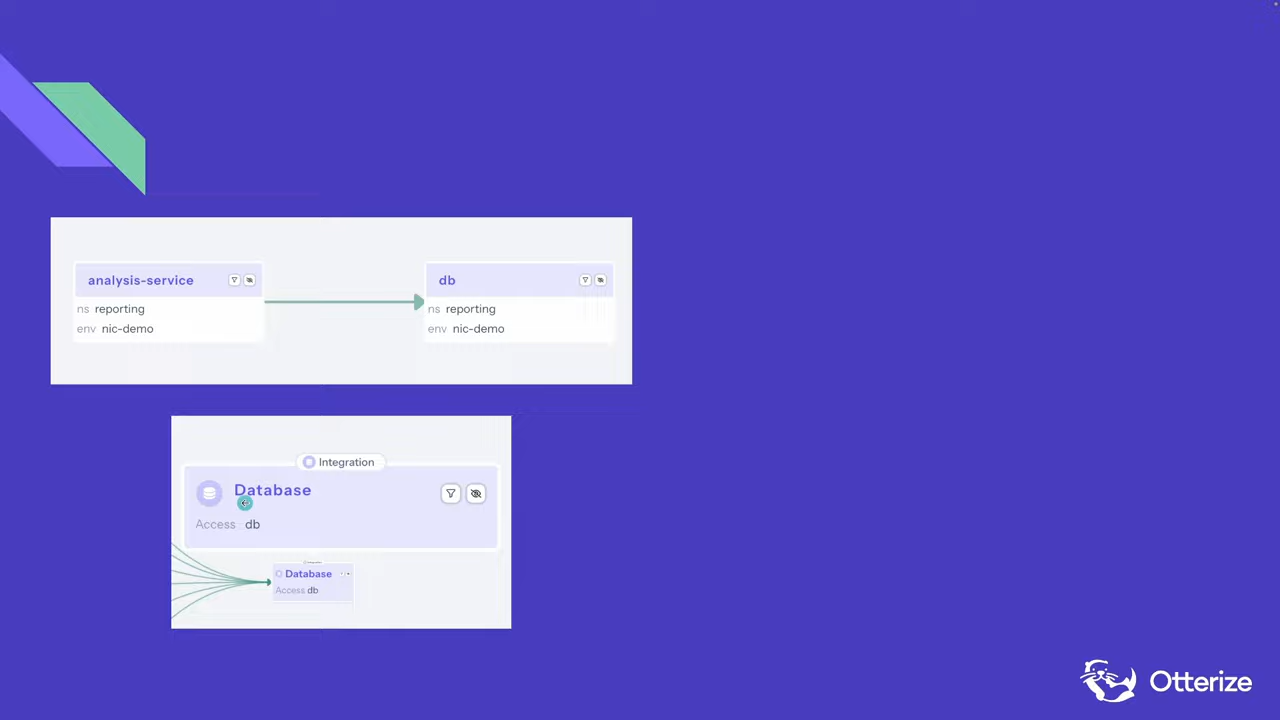 analysis-service
ns reporting
env nic-demo
db
ns reporting
env nic-demo
Integration
Database
Access db
Database
Access db
Otterize